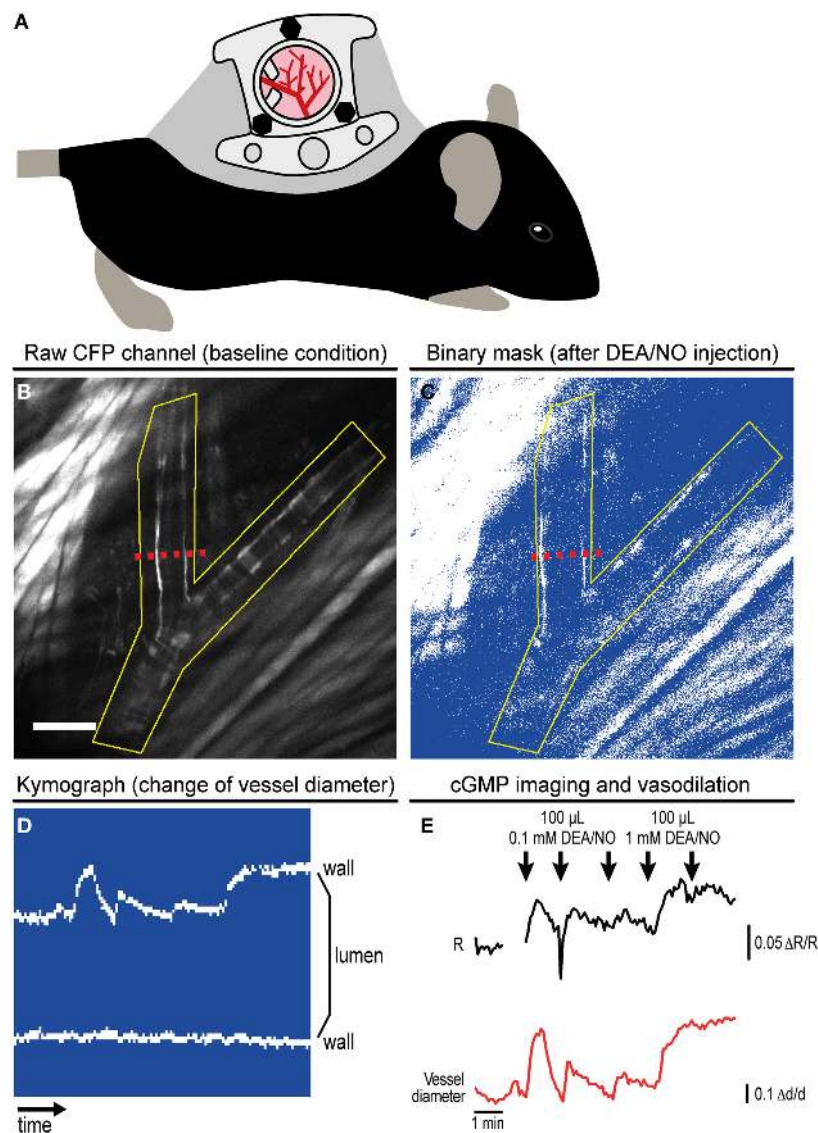 A
Raw CFP channel (baseline condition)
Binary mask (after DEA/NO injection)
B
C
Kymograph (change of vessel diameter)
cGMP imaging and vasodilation
D
wall
lumen
wall
time
E
100 µL
0.1 mM DEA/NO
100 µL
1 mM DEA/NO
R
0.05 ΔR/R
Vessel
diameter
0.1 Δd/d
1 min